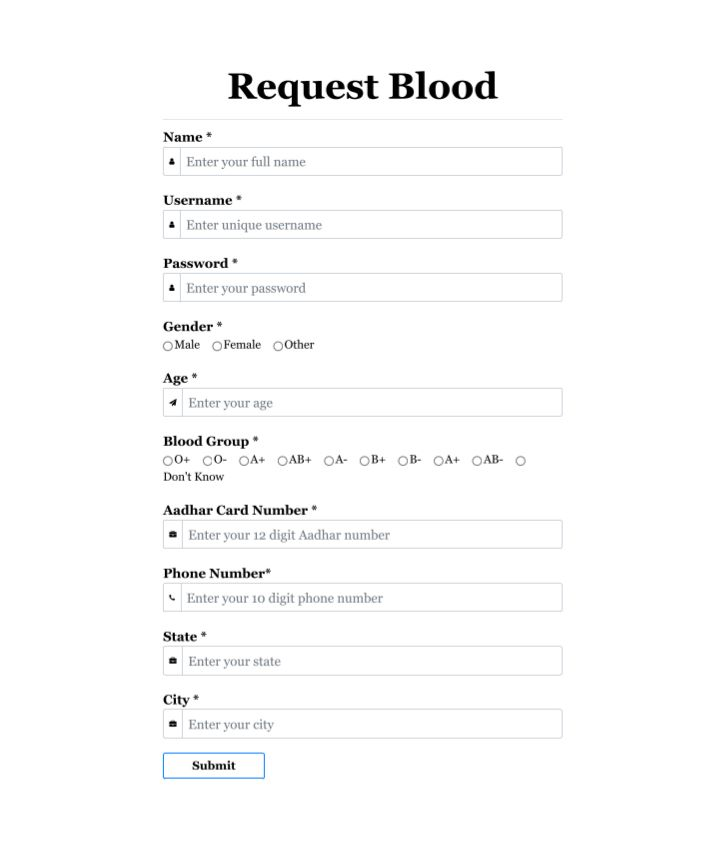 Request Blood
Name *
Enter your full name
Username *
Enter unique username
Password *
Enter your password
Gender *
Male Female Other
Age *
Enter your age
Blood Group *
O+ O- A+ AB+ A- B+ B- A+ AB-
Don't Know
Aadhar Card Number *
Enter your 12 digit Aadhar number
Phone Number*
Enter your 10 digit phone number
State *
Enter your state
City *
Enter your city
Submit